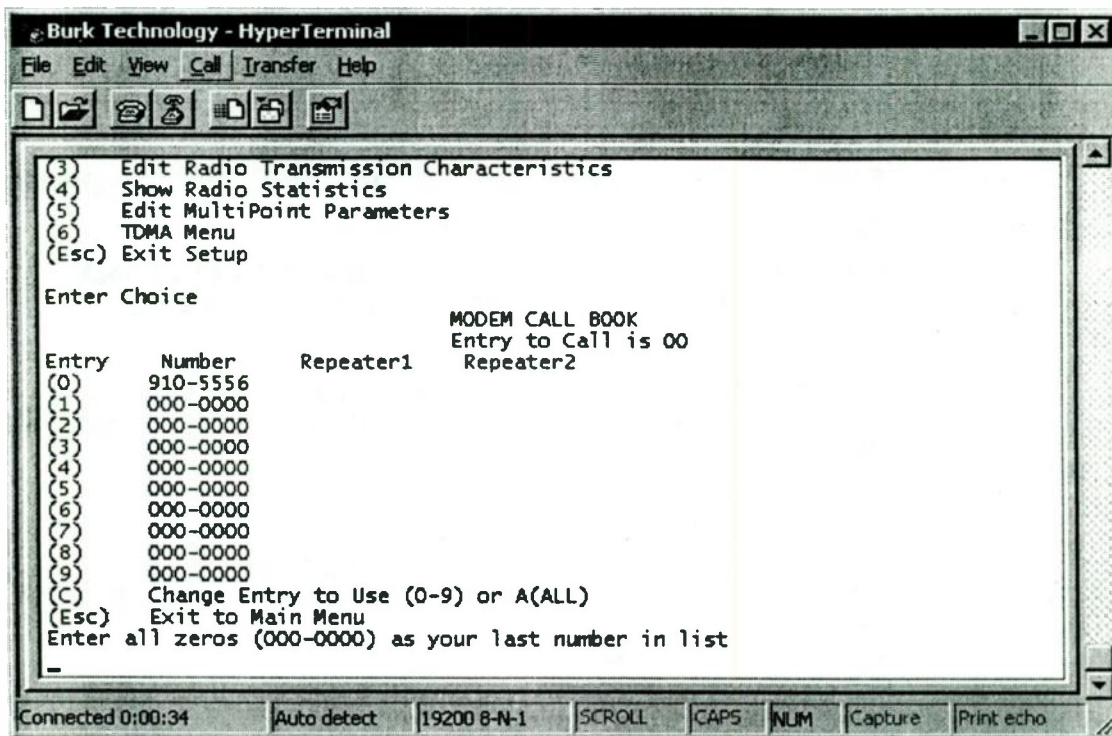 Burk Technology - HyperTerminal
File Edit View Call Transfer Help
(3) Edit Radio Transmission Characteristics
(4) Show Radio Statistics
(5) Edit MultiPoint Parameters
(6) TDMA Menu
(Esc) Exit Setup
Enter Choice
MODEM CALL BOOK
Entry to Call is 00
Entry Number Repeater1 Repeater2
(0) 910-5556
(1) 000-0000
(2) 000-0000
(3) 000-0000
(4) 000-0000
(5) 000-0000
(6) 000-0000
(7) 000-0000
(8) 000-0000
(9) 000-0000
(C) Change Entry to Use (0-9) or A(ALL)
(Esc) Exit to Main Menu
Enter all zeros (000-0000) as your last number in list
Connected 0:00:34 Auto detect 19200 8-N-1 SCROLL CAPS NUM Capture Print echo